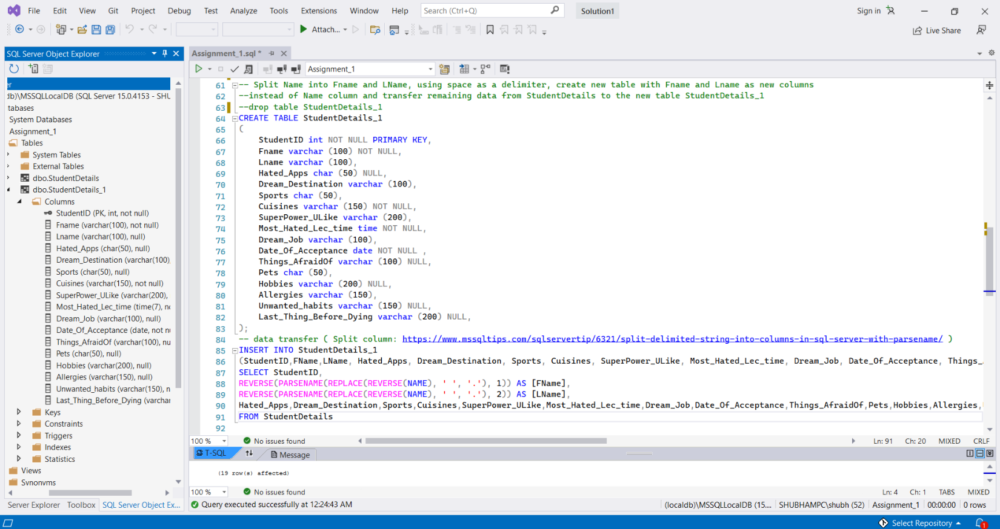 File Edit View Git Project Debug Test Analyze Tools Extensions Window Help Search (Ctrl+Q) Solution1 Sign in
Attach... Live Share
SQL Server Object Explorer
er
db)\MSSQLLocalDB (SQL Server 15.0.4153 - SHU
tabases
System Databases
Assignment_1
Tables
System Tables
External Tables
dbo.StudentDetails
dbo.StudentDetails_1
Columns
StudentID (PK, int, not null)
Fname (varchar(100), not null)
Lname (varchar(100), null)
Hated_Apps (char(50), null)
Dream_Destination (varchar(100),
Sports (char(50), null)
Cuisines (varchar(150), not null)
SuperPower_ULike (varchar(200),
Most_Hated_Lec_time (time(7), no
Dream_Job (varchar(100), null)
Date_Of_Acceptance (date, not nu
Things_AfraidOf (varchar(100), nu
Pets (char(50), null)
Hobbies (varchar(200), null)
Allergies (varchar(150), null)
Unwanted_habits (varchar(150), n
Last_Thing_Before_Dying (varchar
Keys
Constraints
Triggers
Indexes
Statistics
Views
Synonyms
Server Explorer Toolbox SQL Server Object Ex...
Assignment_1.sql *
Assignment_1
61 -- Split Name into Fname and LName, using space as a delimiter, create new table with Fname and Lname as new columns
62 --instead of Name column and transfer remaining data from StudentDetails to the new table StudentDetails_1
63 --drop table StudentDetails_1
64 CREATE TABLE StudentDetails_1
65 (
66 StudentID int NOT NULL PRIMARY KEY,
67 Fname varchar (100) NOT NULL,
68 Lname varchar (100),
69 Hated_Apps char (50) NULL,
70 Dream_Destination varchar (100),
71 Sports char (50),
72 Cuisines varchar (150) NOT NULL,
73 SuperPower_ULike varchar (200),
74 Most_Hated_Lec_time time NOT NULL,
75 Dream_Job varchar (100),
76 Date_Of_Acceptance date NOT NULL ,
77 Things_AfraidOf varchar (100) NULL,
78 Pets char (50),
79 Hobbies varchar (200) NULL,
80 Allergies varchar (150),
81 Unwanted_habits varchar (150) NULL,
82 Last_Thing_Before_Dying varchar (200) NULL,
83 );
84 -- data transfer ( Split column: https://www.mssqltips.com/sqlservertip/6321/split-delimited-string-into-columns-in-sql-server-with-parsename/ )
85 INSERT INTO StudentDetails_1
86 (StudentID,FName,LName, Hated_Apps, Dream_Destination, Sports, Cuisines, SuperPower_ULike, Most_Hated_Lec_time, Dream_Job, Date_Of_Acceptance, Things_
87 SELECT StudentID,
88 REVERSE(PARSENAME(REPLACE(REVERSE(NAME), ' ', '.'), 1)) AS [FName],
89 REVERSE(PARSENAME(REPLACE(REVERSE(NAME), ' ', '.'), 2)) AS [LName],
90 Hated_Apps,Dream_Destination,Sports,Cuisines,SuperPower_ULike,Most_Hated_Lec_time,Dream_Job,Date_Of_Acceptance,Things_AfraidOf,Pets,Hobbies,Allergies,
91 FROM StudentDetails
92
100 % No issues found Ln: 91 Ch: 20 MIXED CRLF
T-SQL Message
(19 row(s) affected)
100 % No issues found Ln: 4 Ch: 1 TABS MIXED
Query executed successfully at 12:24:43 AM (localdb)\MSSQLLocalDB (15.... SHUBHAMPC\shubh (52) Assignment_1 00:00:00 0 rows
Select Repository 1